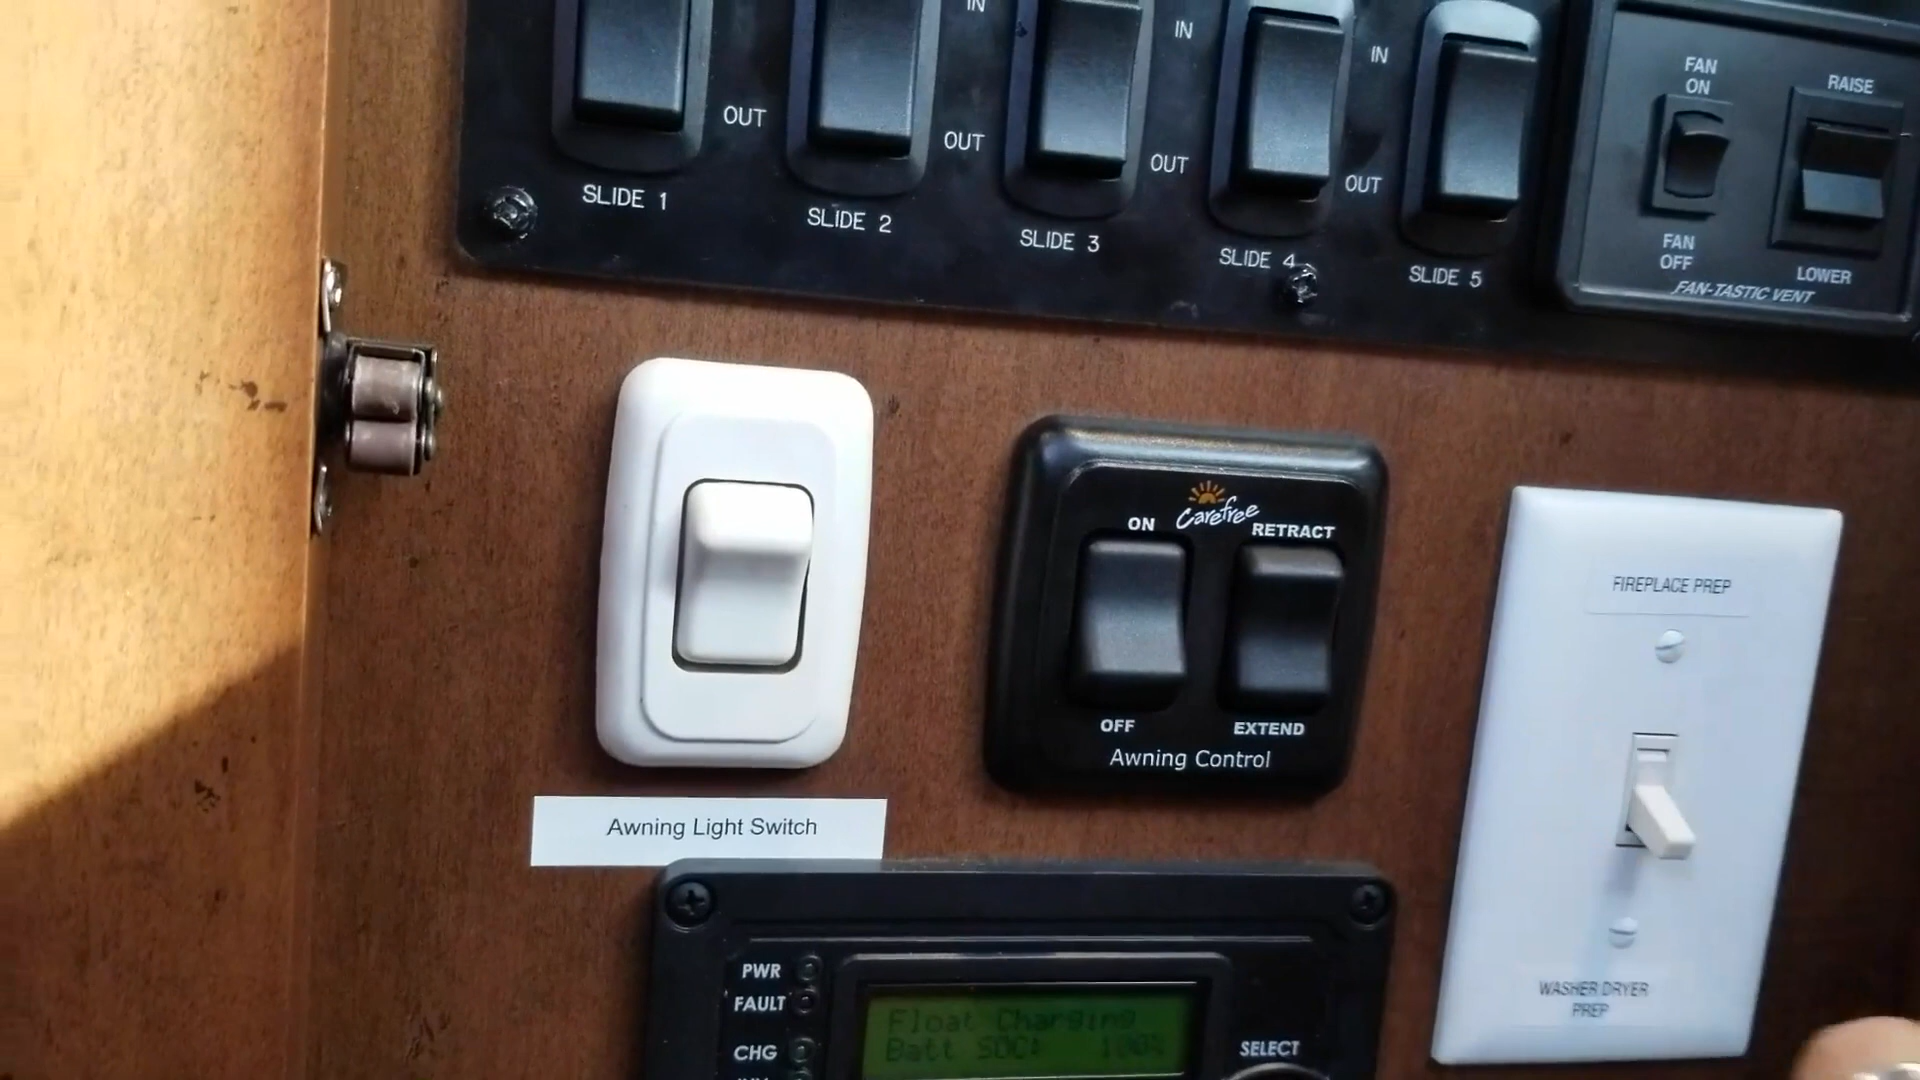 IN
IN
IN
OUT
OUT
OUT
OUT
SLIDE 1
SLIDE 2
SLIDE 3
SLIDE 4
SLIDE 5
FAN
ON
RAISE
FAN
OFF
LOWER
FAN-TASTIC VENT
Carefree
ON
RETRACT
OFF
EXTEND
Awning Control
FIREPLACE PREP
WASHER DRYER
PREP
Awning Light Switch
PWR
FAULT
CHG
Float Charging
Batt SOC: 100%
SELECT